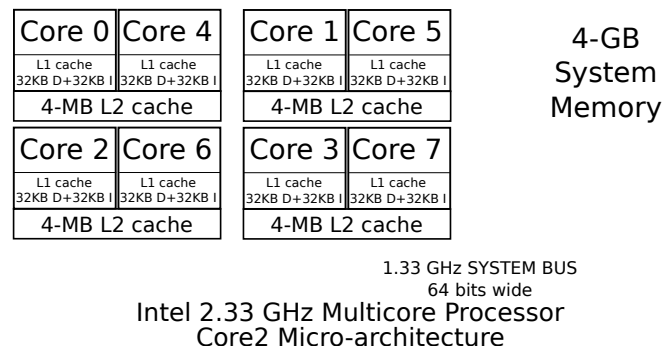 Core 0 Core 4
L1 cache L1 cache
32KB D+32KB I 32KB D+32KB I
4-MB L2 cache
Core 1 Core 5
L1 cache L1 cache
32KB D+32KB I 32KB D+32KB I
4-MB L2 cache
4-GB
System
Memory
Core 2 Core 6
L1 cache L1 cache
32KB D+32KB I 32KB D+32KB I
4-MB L2 cache
Core 3 Core 7
L1 cache L1 cache
32KB D+32KB I 32KB D+32KB I
4-MB L2 cache
1.33 GHz SYSTEM BUS
64 bits wide
Intel 2.33 GHz Multicore Processor
Core2 Micro-architecture